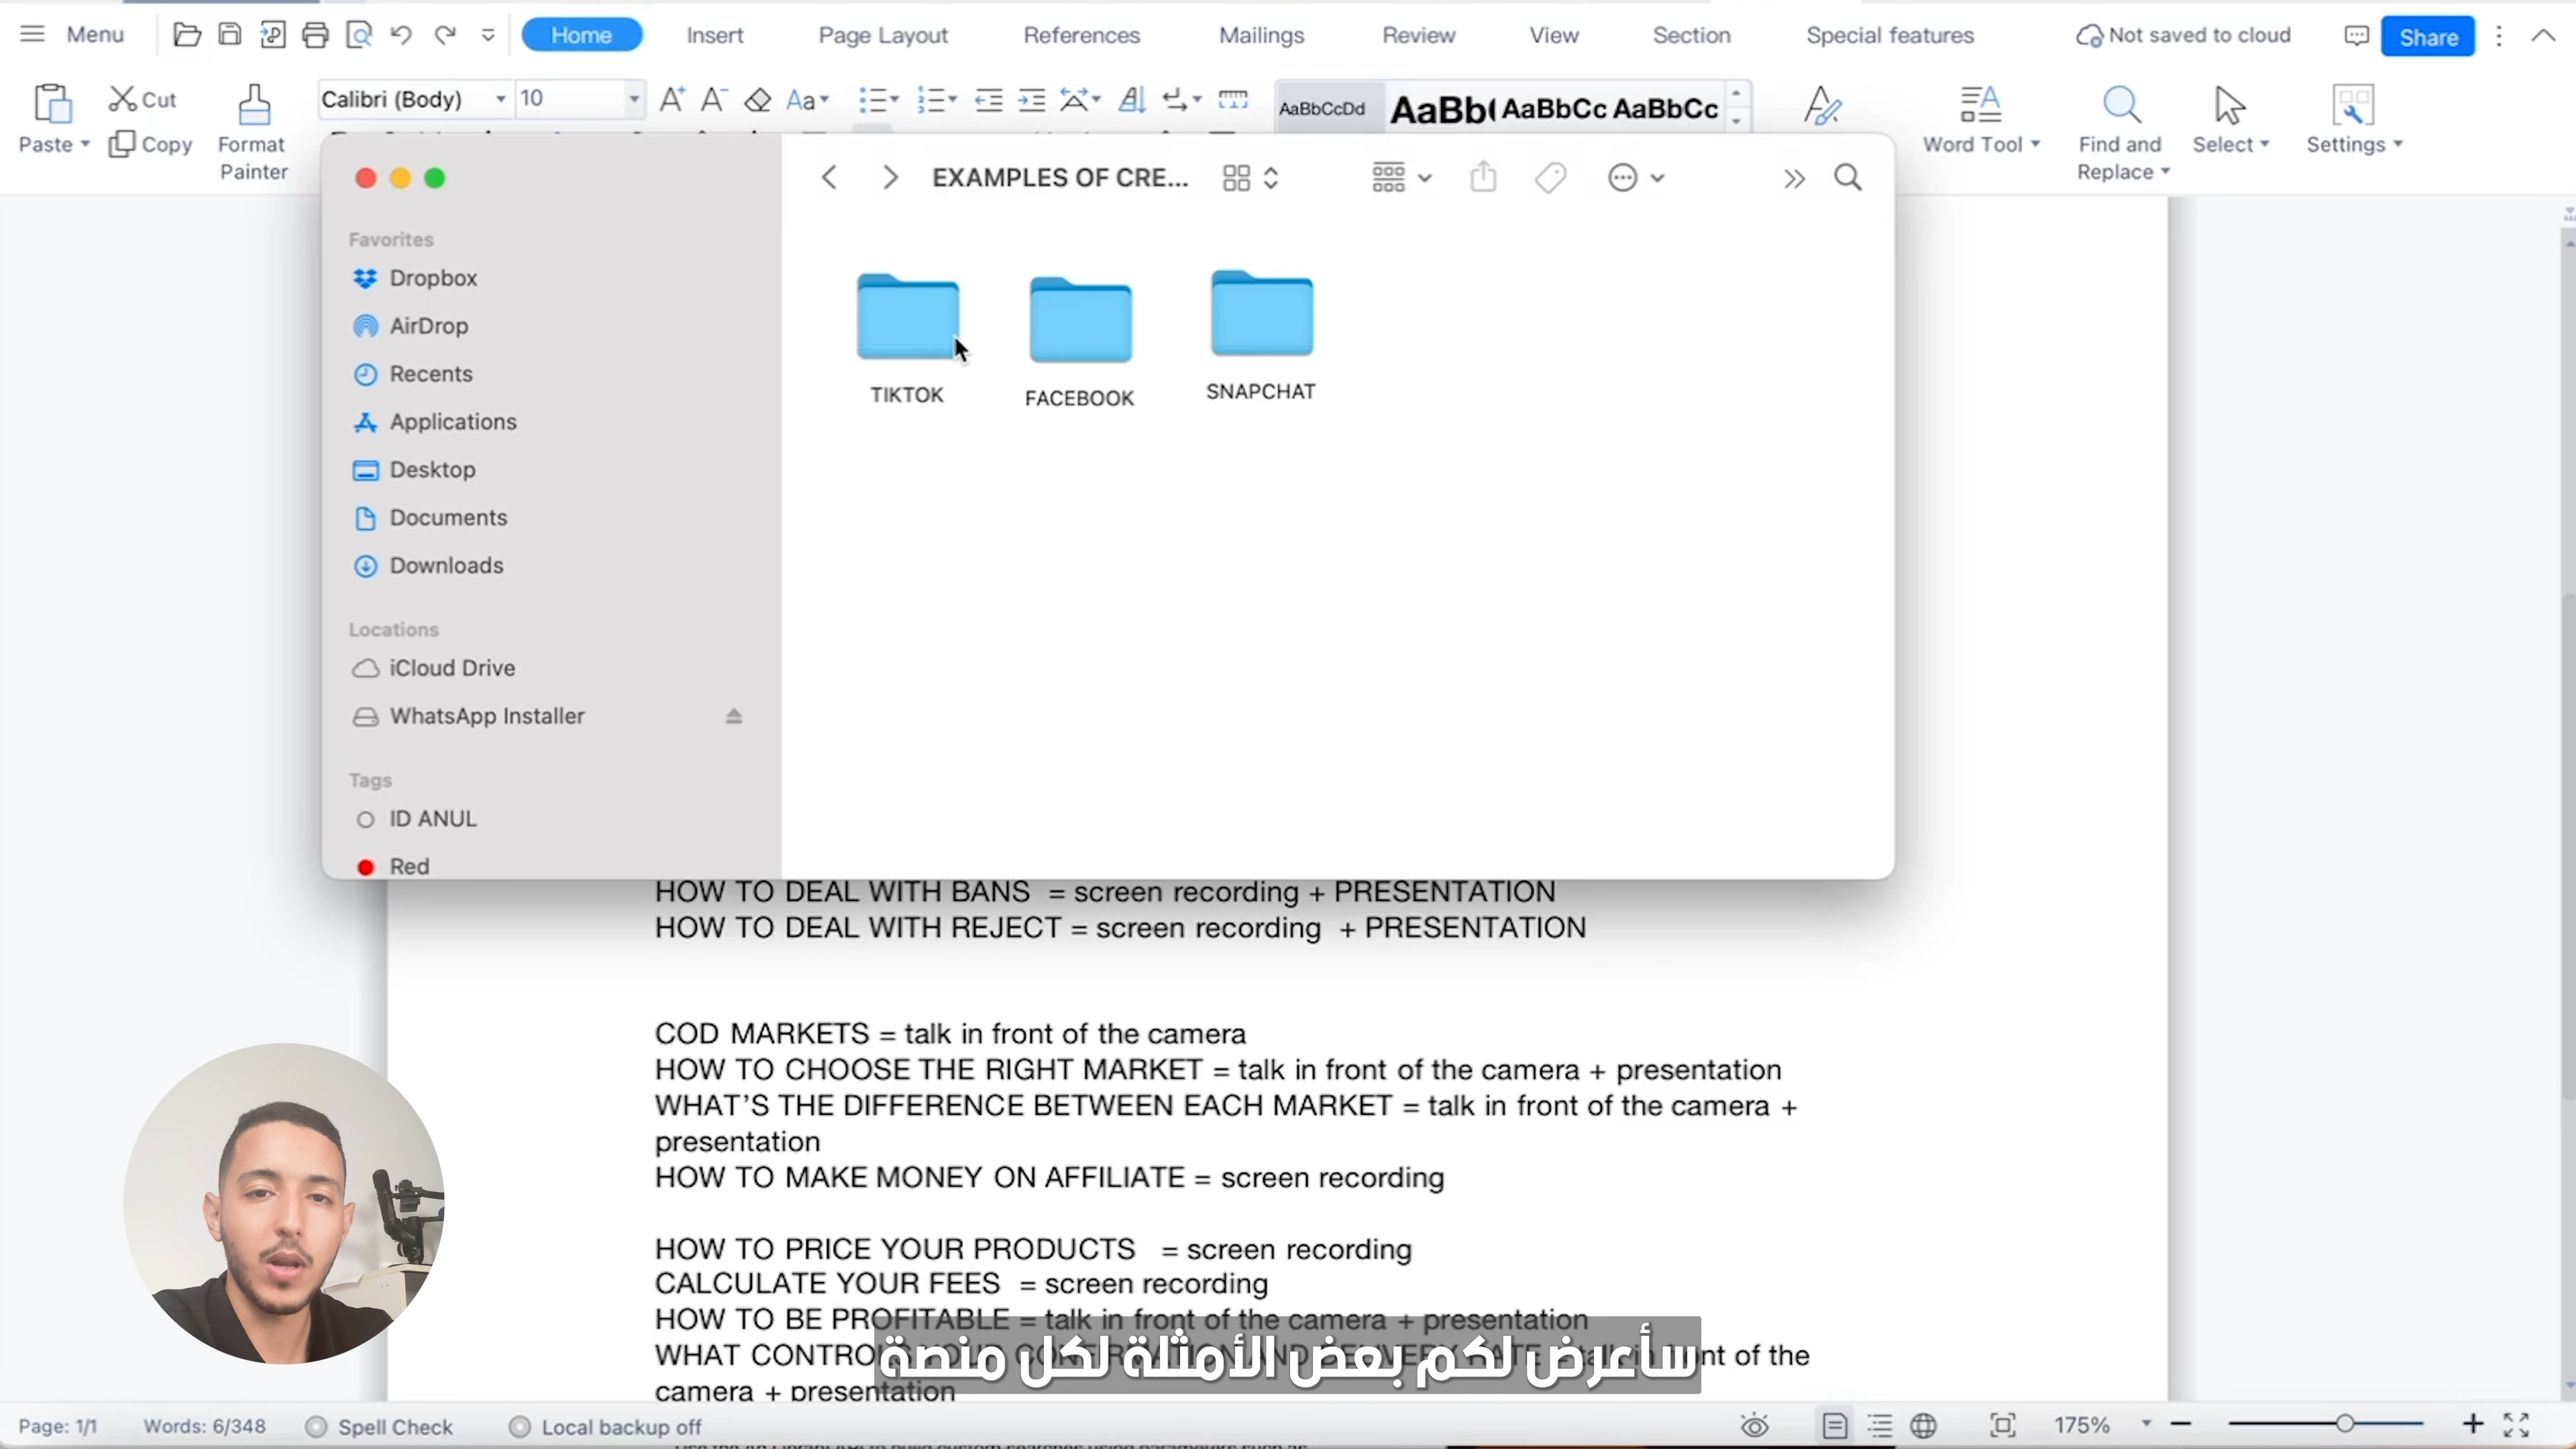 Menu
Home
Insert
Page Layout
References
Mailings
Review
View
Section
Special features
Not saved to cloud
Share
Paste
Cut
Copy
Format
Painter
Calibri (Body)
10
AaBbCcDd
AaBb(
AaBbCc
AaBbCc
Word Tool
Find and
Replace
Select
Settings
EXAMPLES OF CRE...
Favorites
Dropbox
AirDrop
Recents
Applications
Desktop
Documents
Downloads
Locations
iCloud Drive
WhatsApp Installer
Tags
ID ANUL
Red
TIKTOK
FACEBOOK
SNAPCHAT
HOW TO DEAL WITH BANS = screen recording + PRESENTATION
HOW TO DEAL WITH REJECT = screen recording + PRESENTATION
COD MARKETS = talk in front of the camera
HOW TO CHOOSE THE RIGHT MARKET = talk in front of the camera + presentation
WHAT'S THE DIFFERENCE BETWEEN EACH MARKET = talk in front of the camera +
presentation
HOW TO MAKE MONEY ON AFFILIATE = screen recording
HOW TO PRICE YOUR PRODUCTS = screen recording
CALCULATE YOUR FEES = screen recording
HOW TO BE PROFITABLE = talk in front of the camera + presentation
WHAT front of the
camera + presentation
سأعرض لكم بعض الأمثلة لكل منصة
Page: 1/1
Words: 6/348
Spell Check
Local backup off
175%